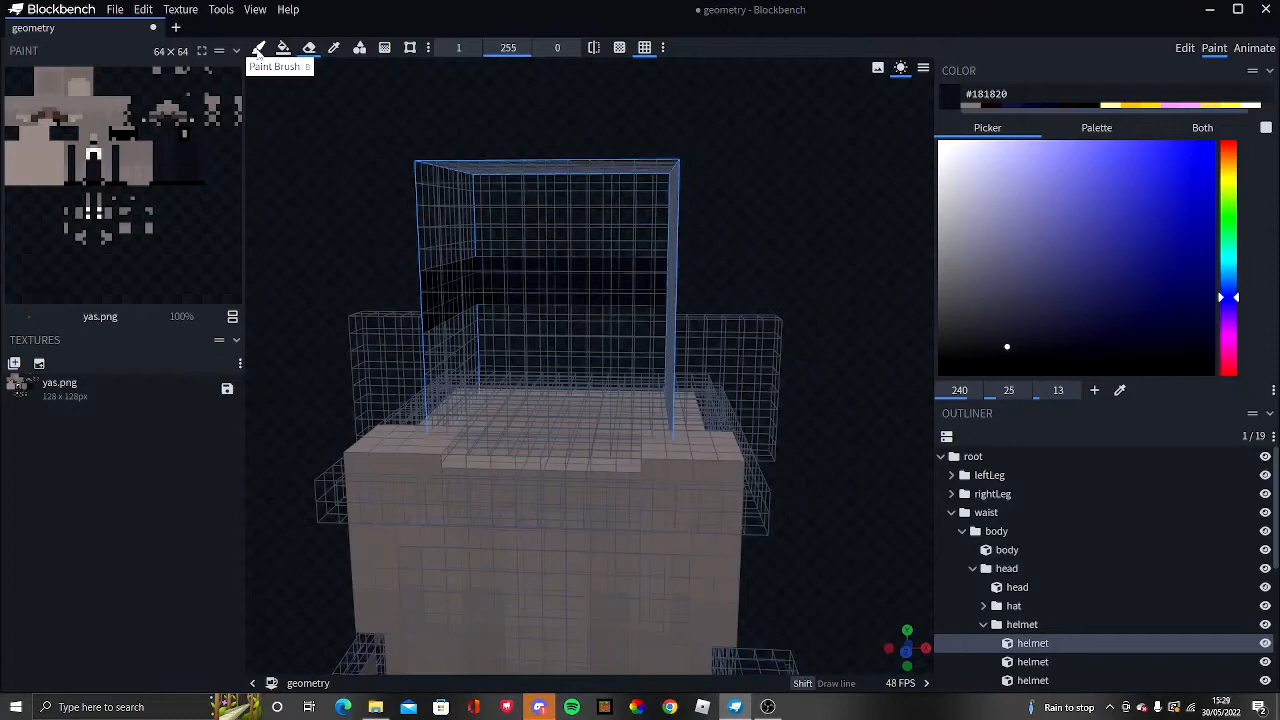 File Edit Texture Tools View Help
geometry - Blockbench
geometry
PAINT 64 × 64
1 255 0
Edit Paint Animate
Paint Brush
COLOR
#181820
Picker Palette Both
yas.png 100%
TEXTURES
yas.png
128 x 128px
240 25 13
OUTLINER
1 / 19
root
leftLeg
rightLeg
waist
body
body
head
head
hat
helmet
helmet
helmet
helmet
geometry
Shift Draw line 48 FPS
Type here to search
Rain to stop
15:29
30/05/2022